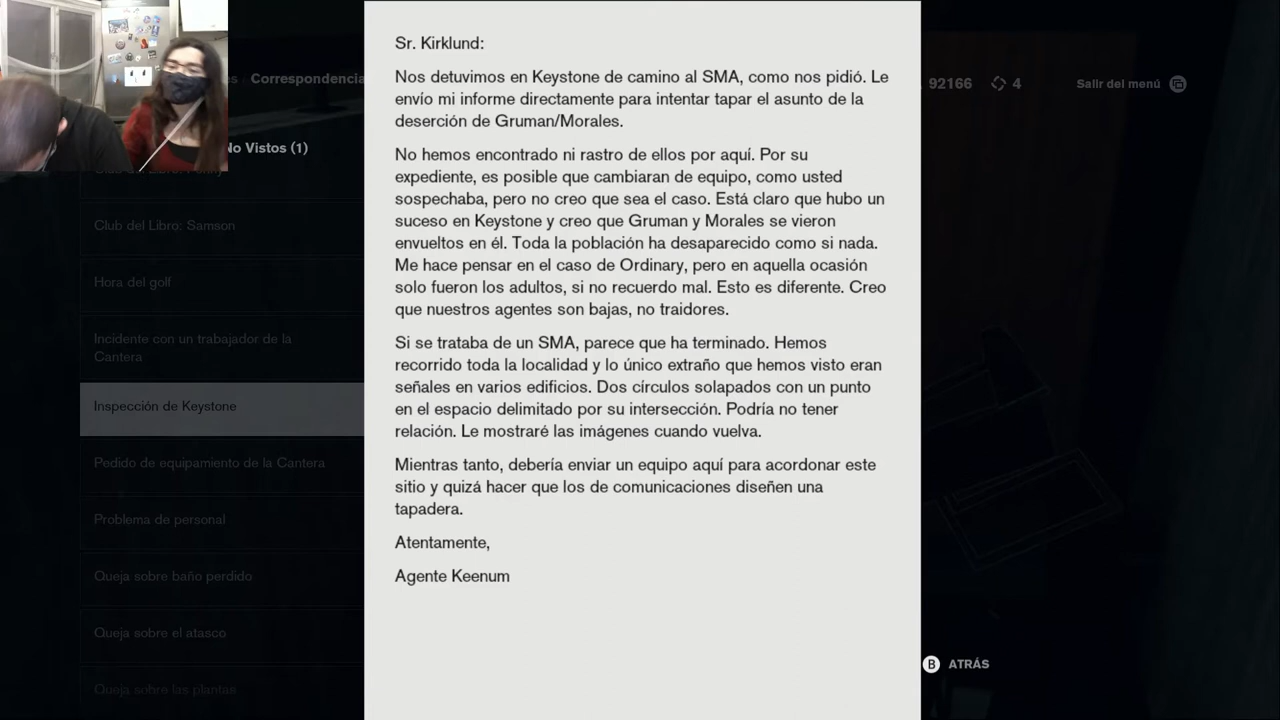 s Correspondencia
92166 4 Salir del menú
No Vistos (1)
Club del Libro: Samson
Hora del golf
Incidente con un trabajador de la
Cantera
Inspección de Keystone
Pedido de equipamiento de la Cantera
Problema de personal
Queja sobre baño perdido
Queja sobre el atasco
Queja sobre las plantas
Sr. Kirklund:
Nos detuvimos en Keystone de camino al SMA, como nos pidió. Le
envío mi informe directamente para intentar tapar el asunto de la
deserción de Gruman/Morales.
No hemos encontrado ni rastro de ellos por aquí. Por su
expediente, es posible que cambiaran de equipo, como usted
sospechaba, pero no creo que sea el caso. Está claro que hubo un
suceso en Keystone y creo que Gruman y Morales se vieron
envueltos en él. Toda la población ha desaparecido como si nada.
Me hace pensar en el caso de Ordinary, pero en aquella ocasión
solo fueron los adultos, si no recuerdo mal. Esto es diferente. Creo
que nuestros agentes son bajas, no traidores.
Si se trataba de un SMA, parece que ha terminado. Hemos
recorrido toda la localidad y lo único extraño que hemos visto eran
señales en varios edificios. Dos círculos solapados con un punto
en el espacio delimitado por su intersección. Podría no tener
relación. Le mostraré las imágenes cuando vuelva.
Mientras tanto, debería enviar un equipo aquí para acordonar este
sitio y quizá hacer que los de comunicaciones diseñen una
tapadera.
Atentamente,
Agente Keenum
B ATRÁS